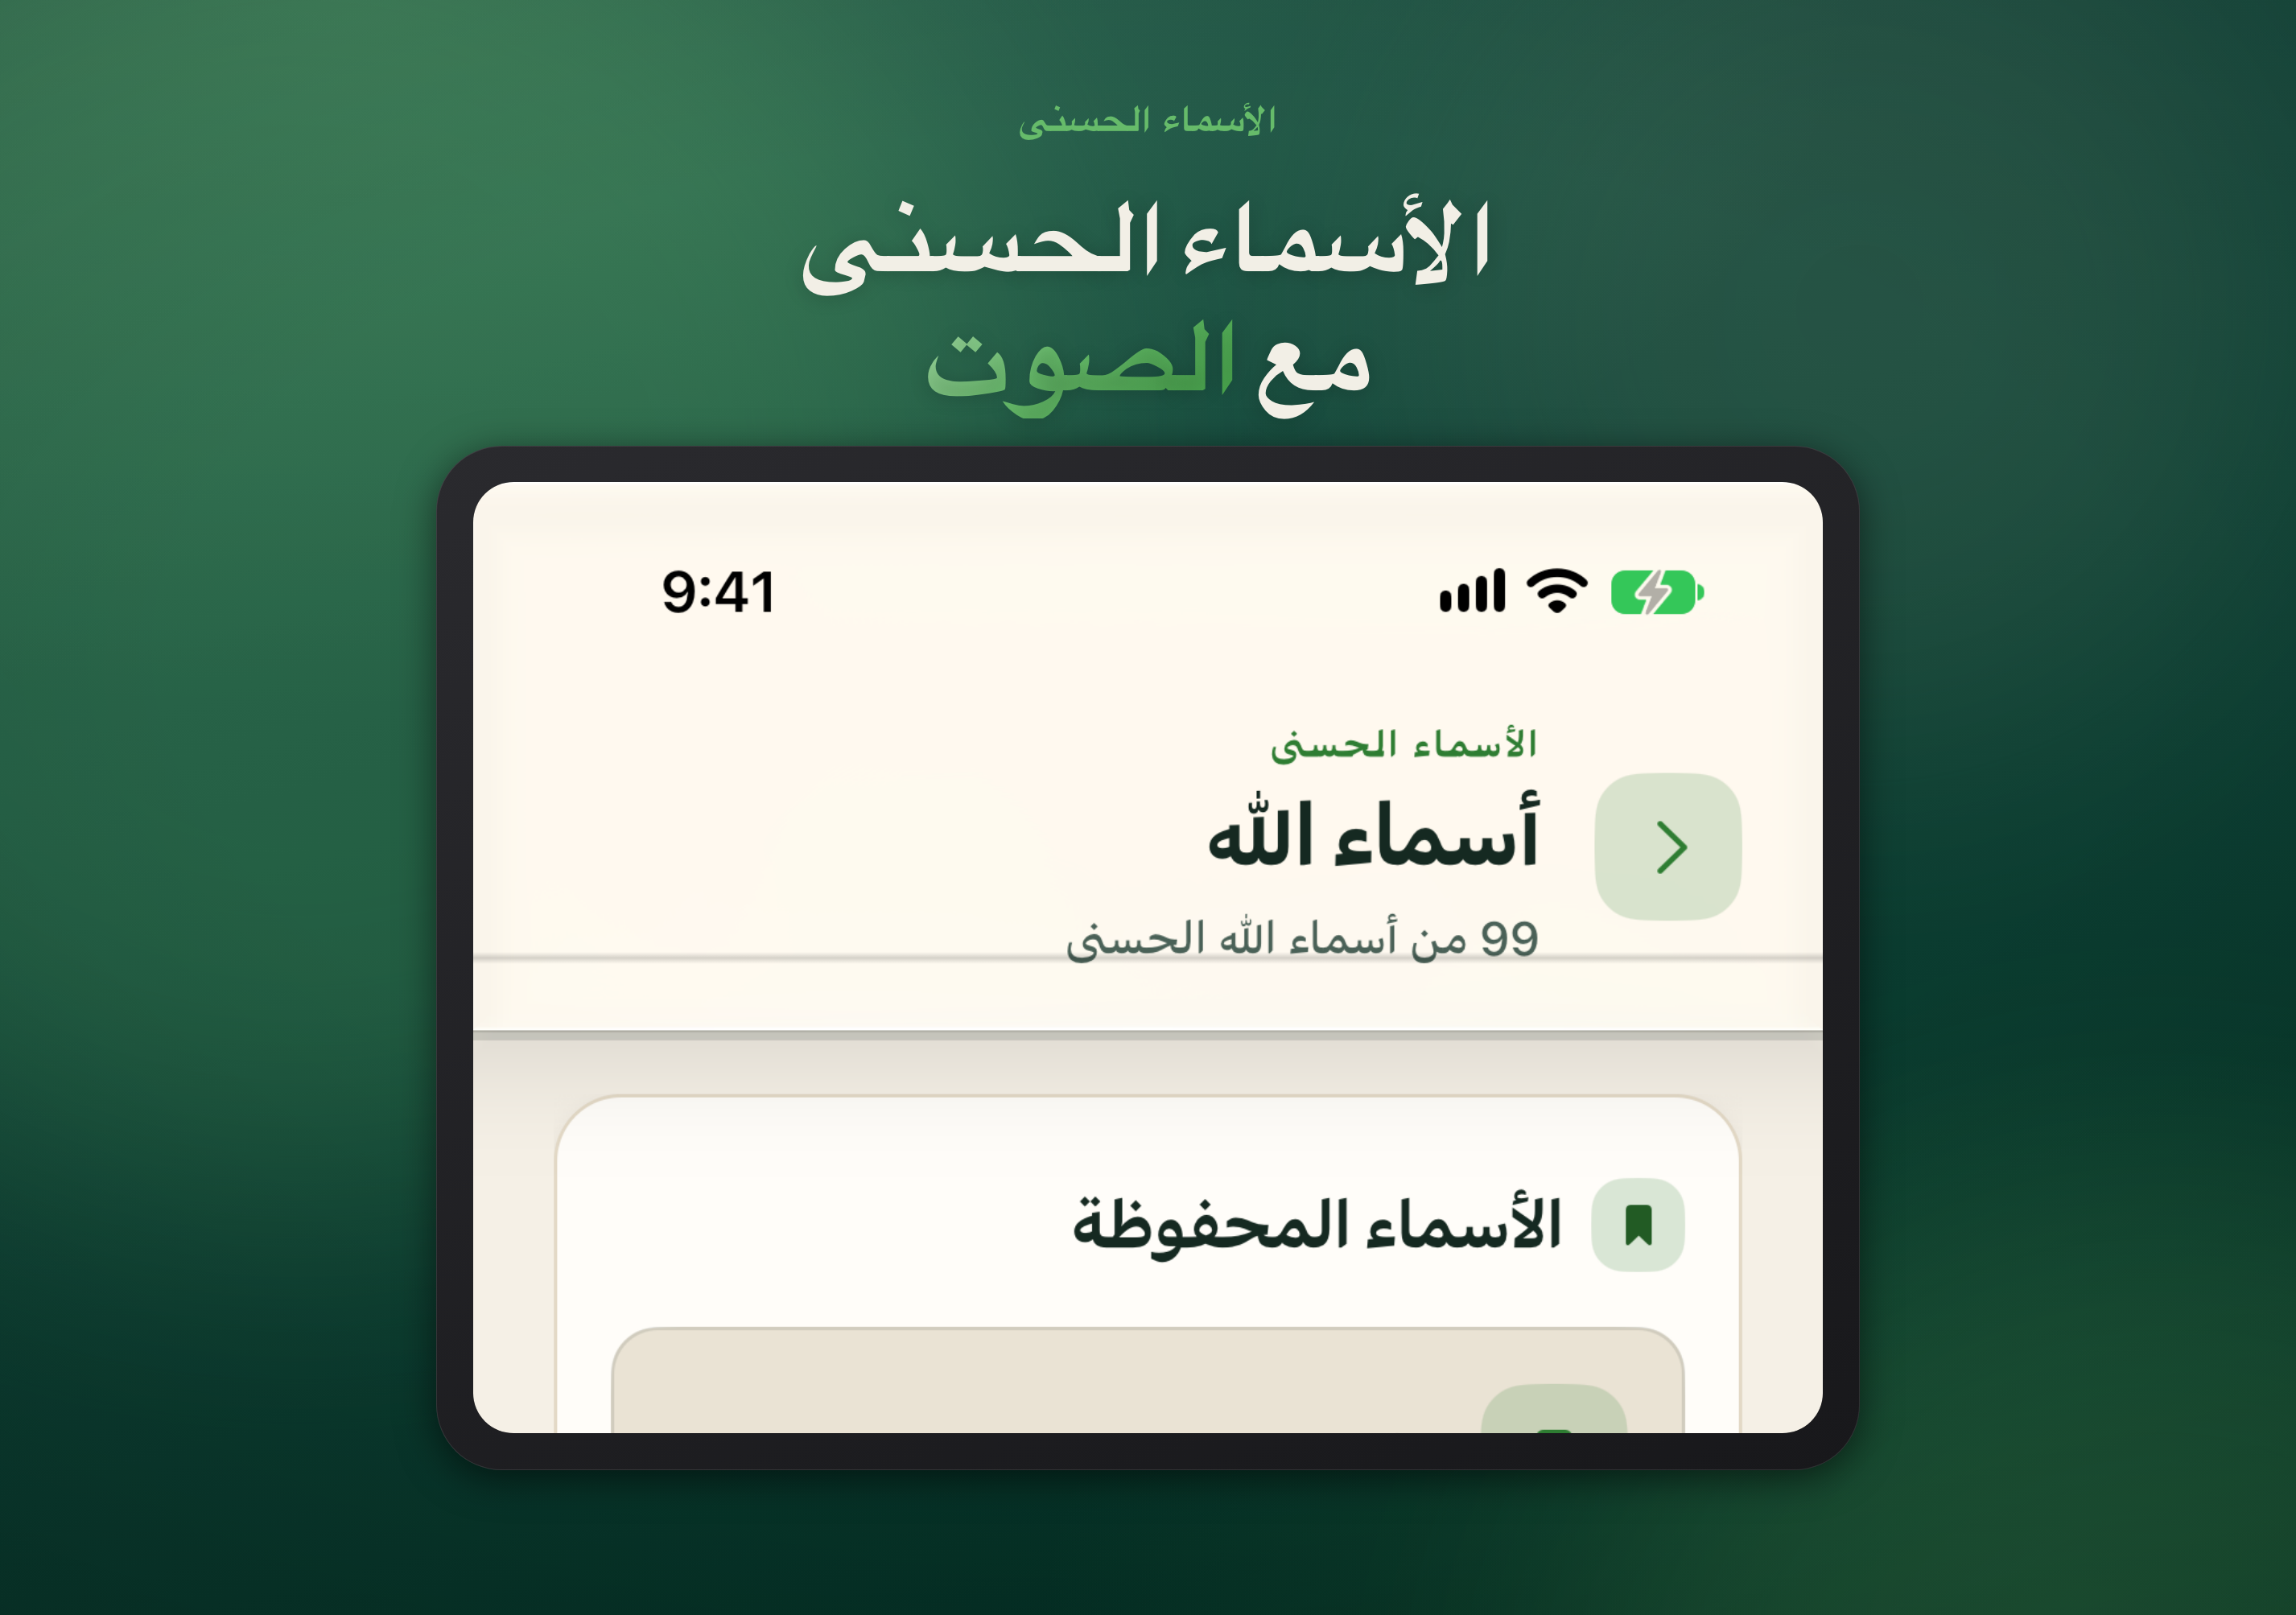 الأسماء الحسنى
الأسماء الحسنى
مع الصوت
9:41
الأسماء الحسنى
أسماء الله
99 من أسماء الله الحسنى
الأسماء المحفوظة